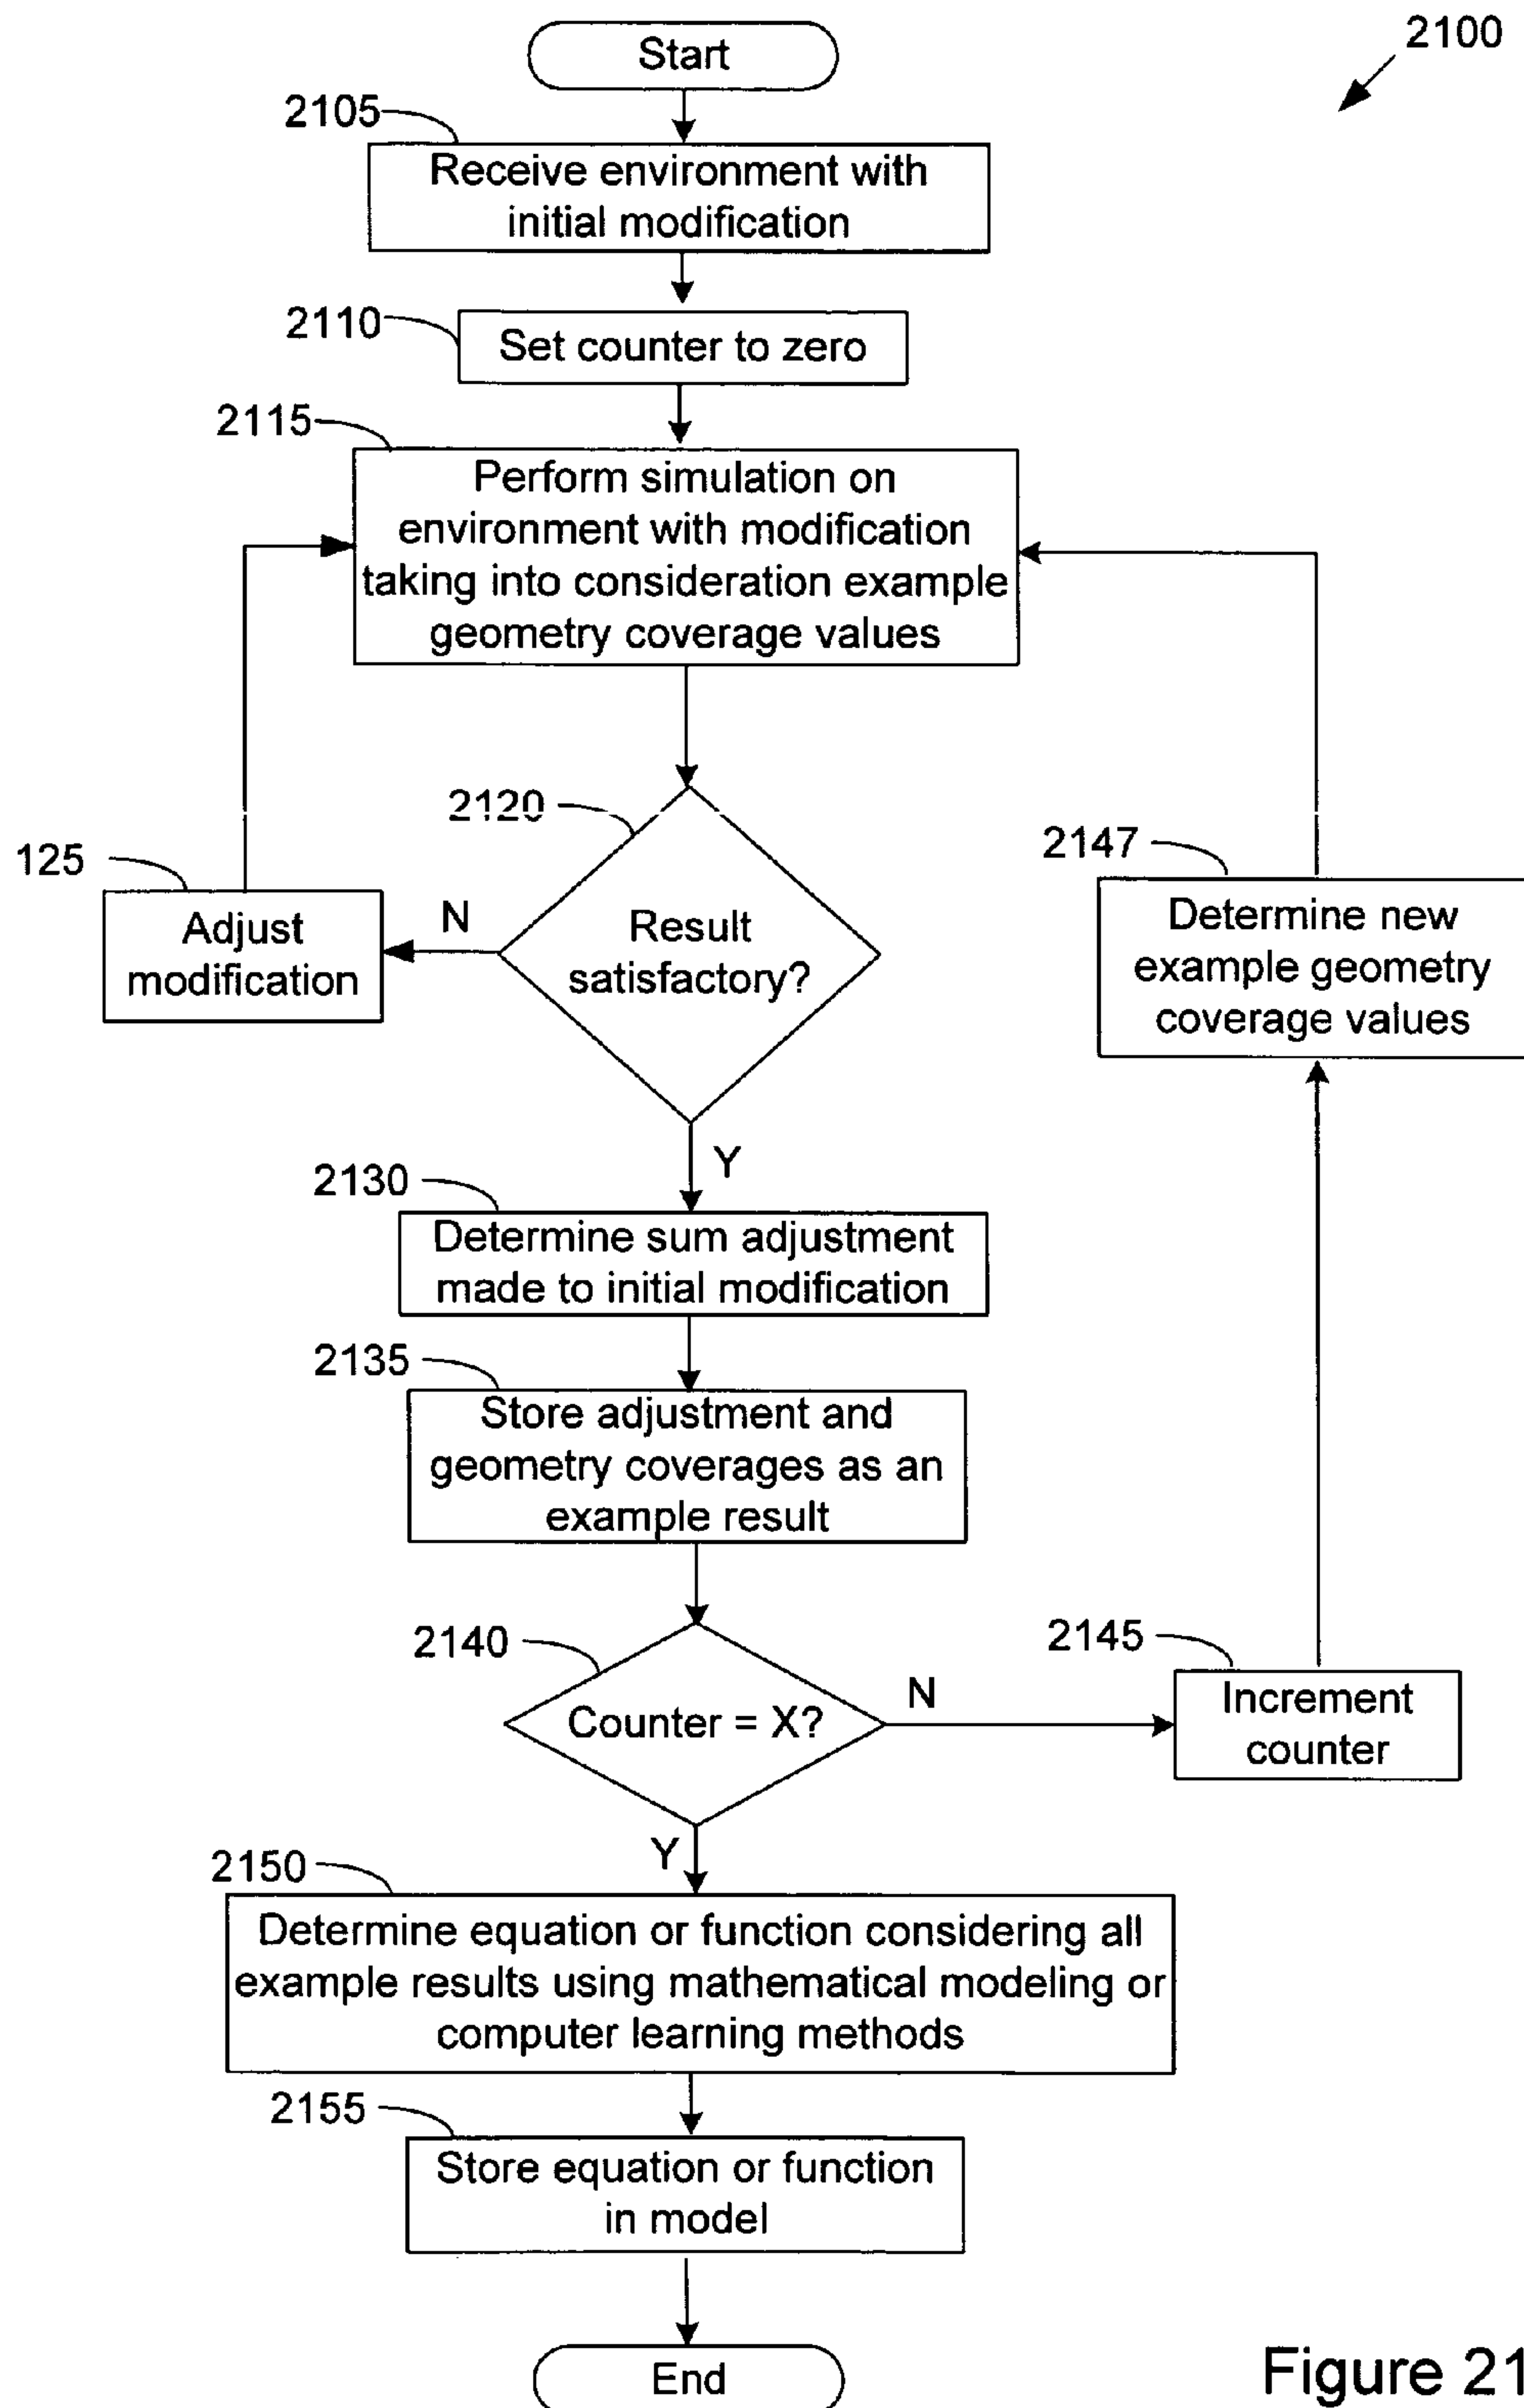 Start
2100
2105
Receive environment with
initial modification
2110
Set counter to zero
2115
Perform simulation on
environment with modification
taking into consideration example
geometry coverage values
2120
Result
satisfactory?
N
125
Adjust
modification
2147
Determine new
example geometry
coverage values
Y
2130
Determine sum adjustment
made to initial modification
2135
Store adjustment and
geometry coverages as an
example result
2140
Counter = X?
N
2145
Increment
counter
Y
2150
Determine equation or function considering all
example results using mathematical modeling or
computer learning methods
2155
Store equation or function
in model
End
Figure 21